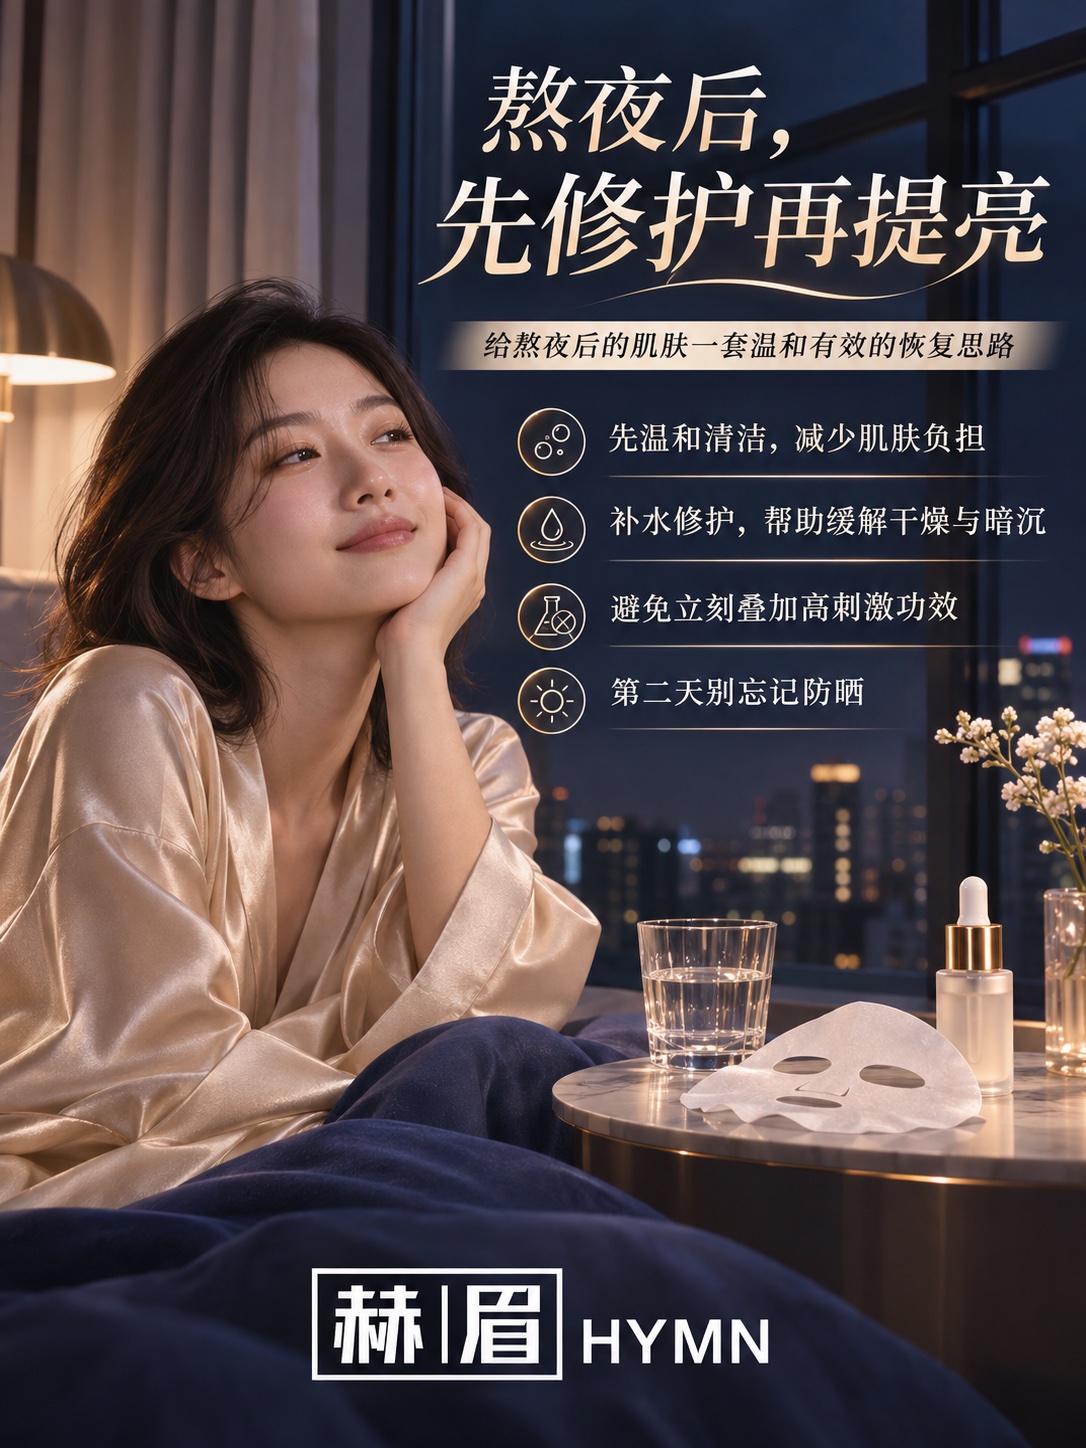 熬夜后，
先修护再提亮
给熬夜后的肌肤一套温和有效的恢复思路
先温和清洁，减少肌肤负担
补水修护，帮助缓解干燥与暗沉
避免立刻叠加高刺激功效
第二天别忘记防晒
赫|眉 HYMN